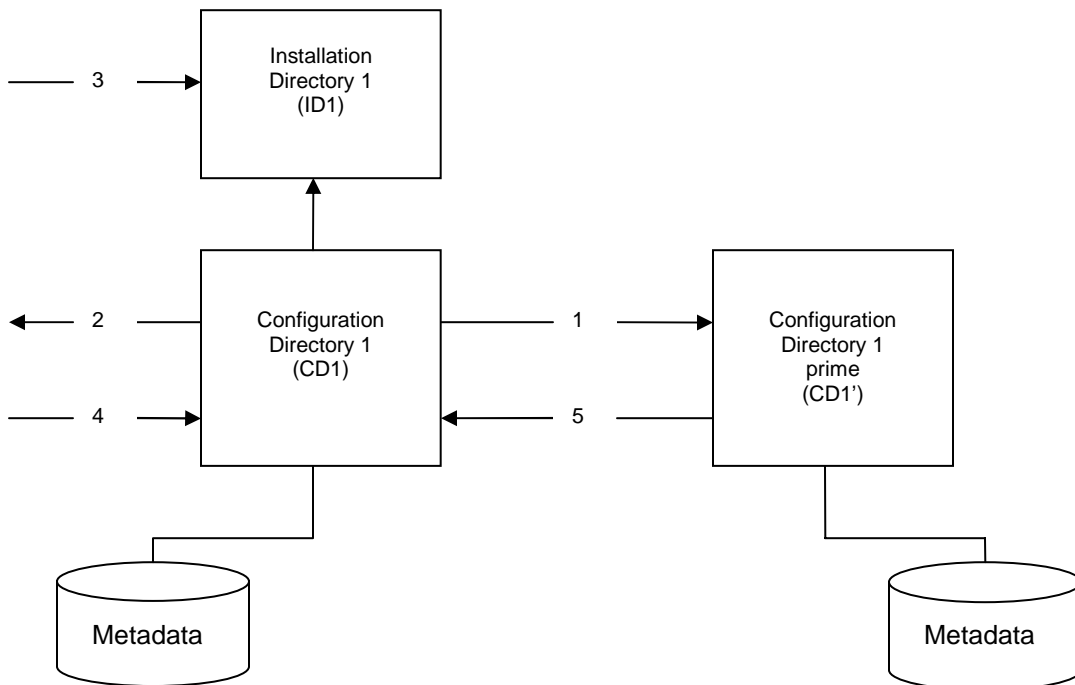 Installation
Directory 1
(ID1)
3
2
Configuration
Directory 1
(CD1)
1
Configuration
Directory 1
prime
(CD1’)
4
5
Metadata
Metadata